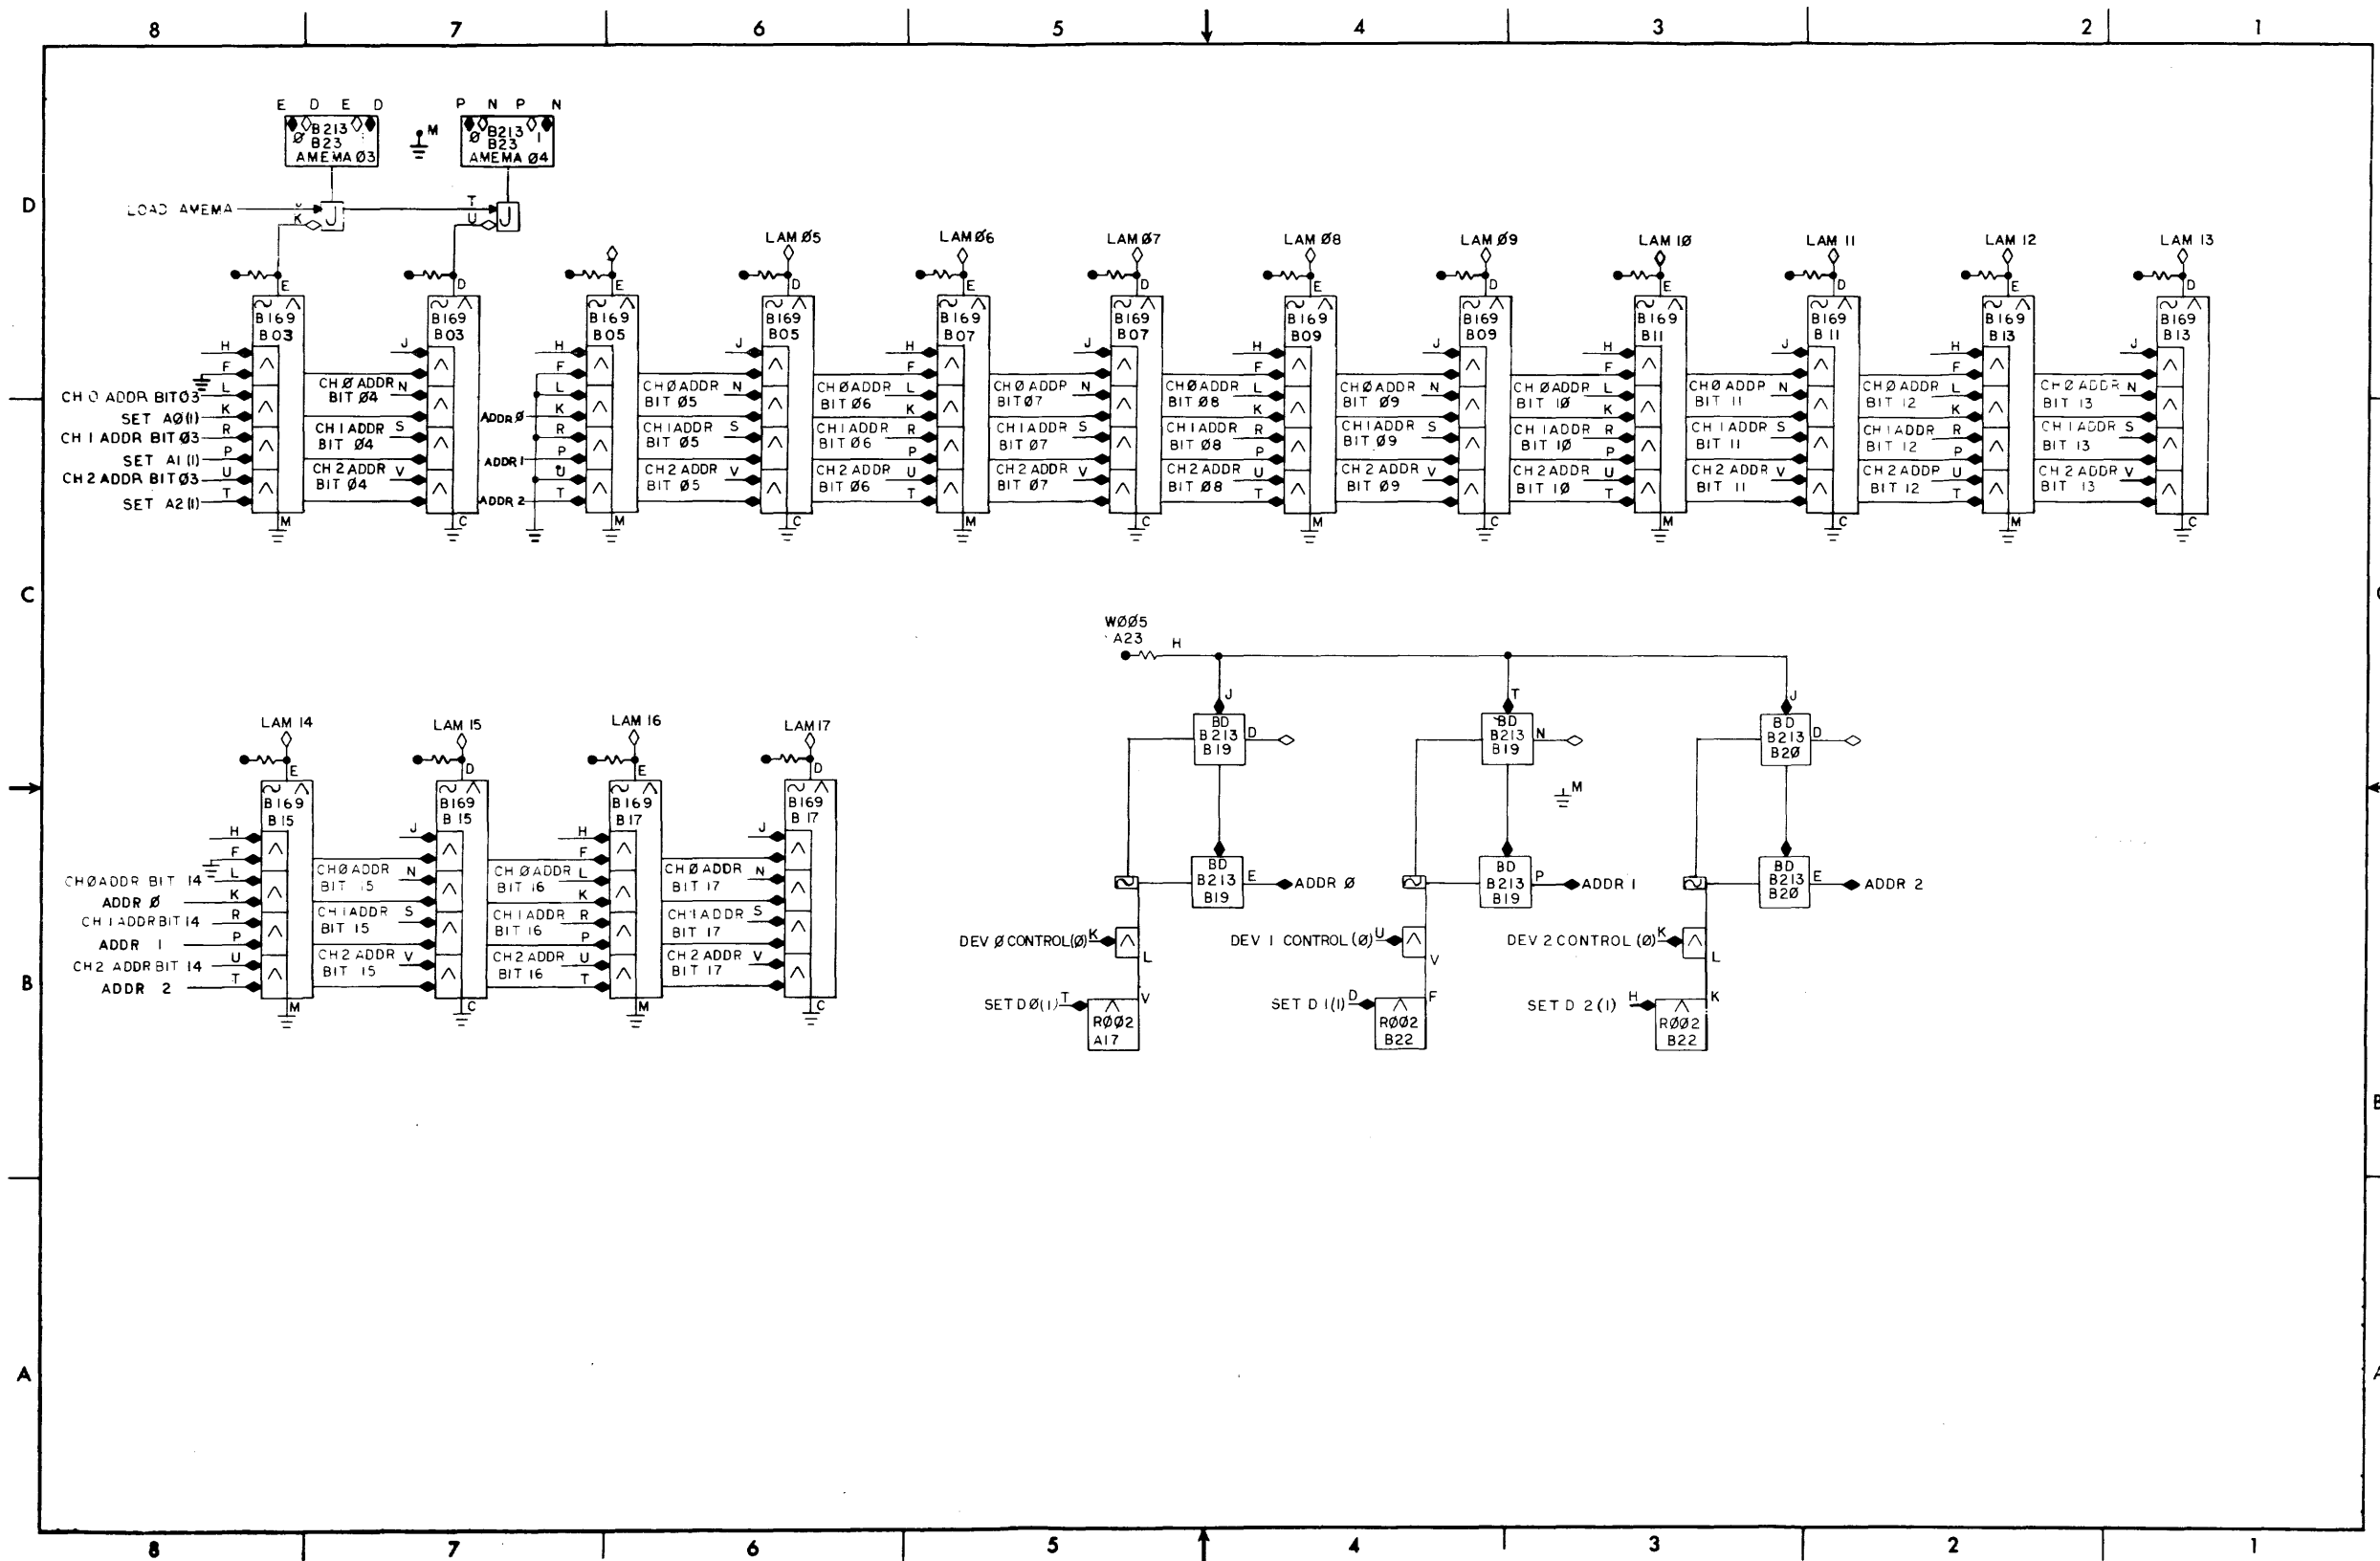 8 7 6 5 4 3 2 1
E D E D P N P N
B213 M B213
Ø B23 Ø B23 1
AMEMA Ø3 AMEMA Ø4
D
LOAD AMEMA T
K J U J
LAM Ø5 LAM Ø6 LAM Ø7 LAM Ø8 LAM Ø9 LAM 1Ø LAM 11 LAM 12 LAM 13
E D E D E D E D E D E D
B169 B169 B169 B169 B169 B169 B169 B169 B169 B169 B169 B169
B03 B03 B05 B05 B07 B07 B09 B09 B11 B11 B13 B13
H J H J H J H J H J H J
F F F F F F
CH 0 ADDR BIT03 L CH Ø ADDR N L CH Ø ADDR N CH Ø ADDR L CH Ø ADDR N CH Ø ADDR L CH Ø ADDR N CH Ø ADDR L CH Ø ADDR N CH Ø ADDR L CH Ø ADDR N
BIT Ø4 BIT Ø5 BIT Ø6 BIT Ø7 BIT Ø8 BIT Ø9 BIT 1Ø BIT 11 BIT 12 BIT 13
SET AØ(1) K ADDR Ø K K K K K
CH 1 ADDR BIT Ø3 R CH 1 ADDR S R CH 1 ADDR S CH 1 ADDR R CH 1 ADDR S CH 1 ADDR R CH 1 ADDR S CH 1 ADDR R CH 1 ADDR S CH 1 ADDR R CH 1 ADDR S
BIT Ø4 BIT Ø5 BIT Ø6 BIT Ø7 BIT Ø8 BIT Ø9 BIT 1Ø BIT 11 BIT 12 BIT 13
SET A1 (1) P ADDR 1 P P P P P
CH 2 ADDR BIT Ø3 U CH 2 ADDR V U CH 2 ADDR V CH 2 ADDR U CH 2 ADDR V CH 2 ADDR U CH 2 ADDR V CH 2 ADDR U CH 2 ADDR V CH 2 ADDR U CH 2 ADDR V
BIT Ø4 BIT Ø5 BIT Ø6 BIT Ø7 BIT Ø8 BIT Ø9 BIT 1Ø BIT 11 BIT 12 BIT 13
SET A2 (1) T ADDR 2 T T T T T
M C M C M C M C M C M C
C
WØØ5
A23 H
J T J
LAM 14 LAM 15 LAM 16 LAM 17
BD BD BD
B213 D B213 N B213 D
B19 B19 B2Ø
M
E D E D
B169 B169 B169 B169
B15 B15 B17 B17
H J H J
F F
CHØ ADDR BIT 14 L CHØ ADDR N CH Ø ADDR L CHØ ADDR N
BIT 15 BIT 16 BIT 17
ADDR Ø K K
CH 1 ADDR BIT 14 R CH 1 ADDR S CH 1 ADDR R CH 1 ADDR S
BIT 15 BIT 16 BIT 17
ADDR 1 P P
CH2 ADDR BIT 14 U CH 2 ADDR V CH 2 ADDR U CH 2 ADDR V
BIT 15 BIT 16 BIT 17
ADDR 2 T T
M C M C
BD BD BD
B213 E ADDR Ø B213 P ADDR 1 B213 E ADDR 2
B19 B19 B2Ø
DEV Ø CONTROL(Ø) K DEV 1 CONTROL (Ø) U DEV 2 CONTROL (Ø) K
L V L
SET D Ø(1) T V SET D 1(1) D F SET D 2(1) H K
RØØ2 RØØ2 RØØ2
A17 B22 B22
B
B
A
A
8 7 6 5 4 3 2 1